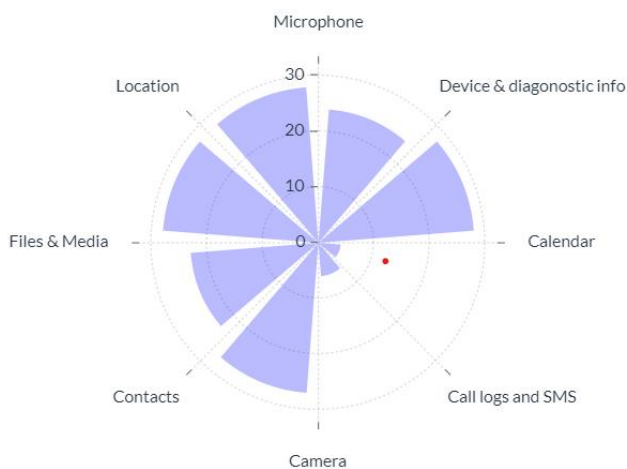 Microphone
30
Location
Device & diagonostic info
20
10
Files & Media
0
Calendar
Contacts
Call logs and SMS
Camera